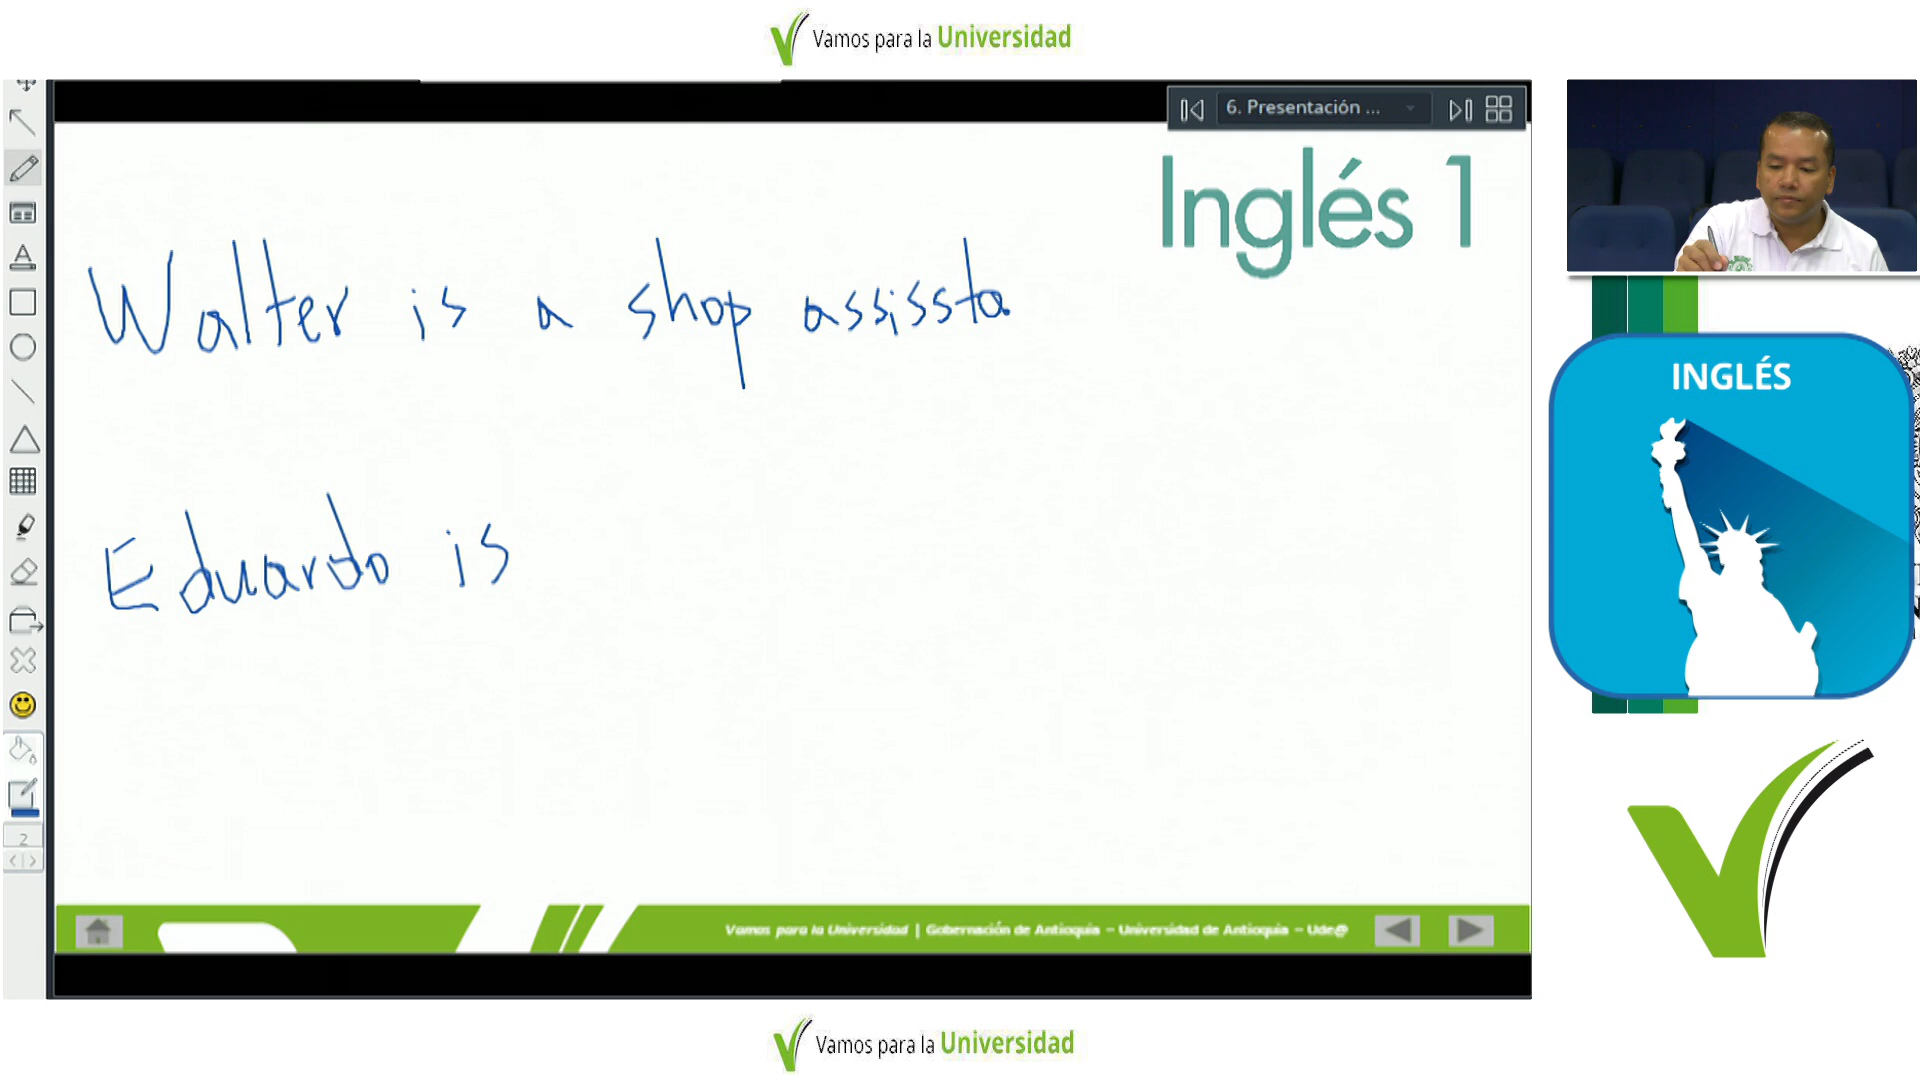 Vamos para la Universidad
6. Presentación ...
Inglés 1
Walter is a shop assissta
Eduardo is
INGLÉS
2
Vamos para la Universidad | Gobernación de Antioquia – Universidad de Antioquia – Ude@
Vamos para la Universidad